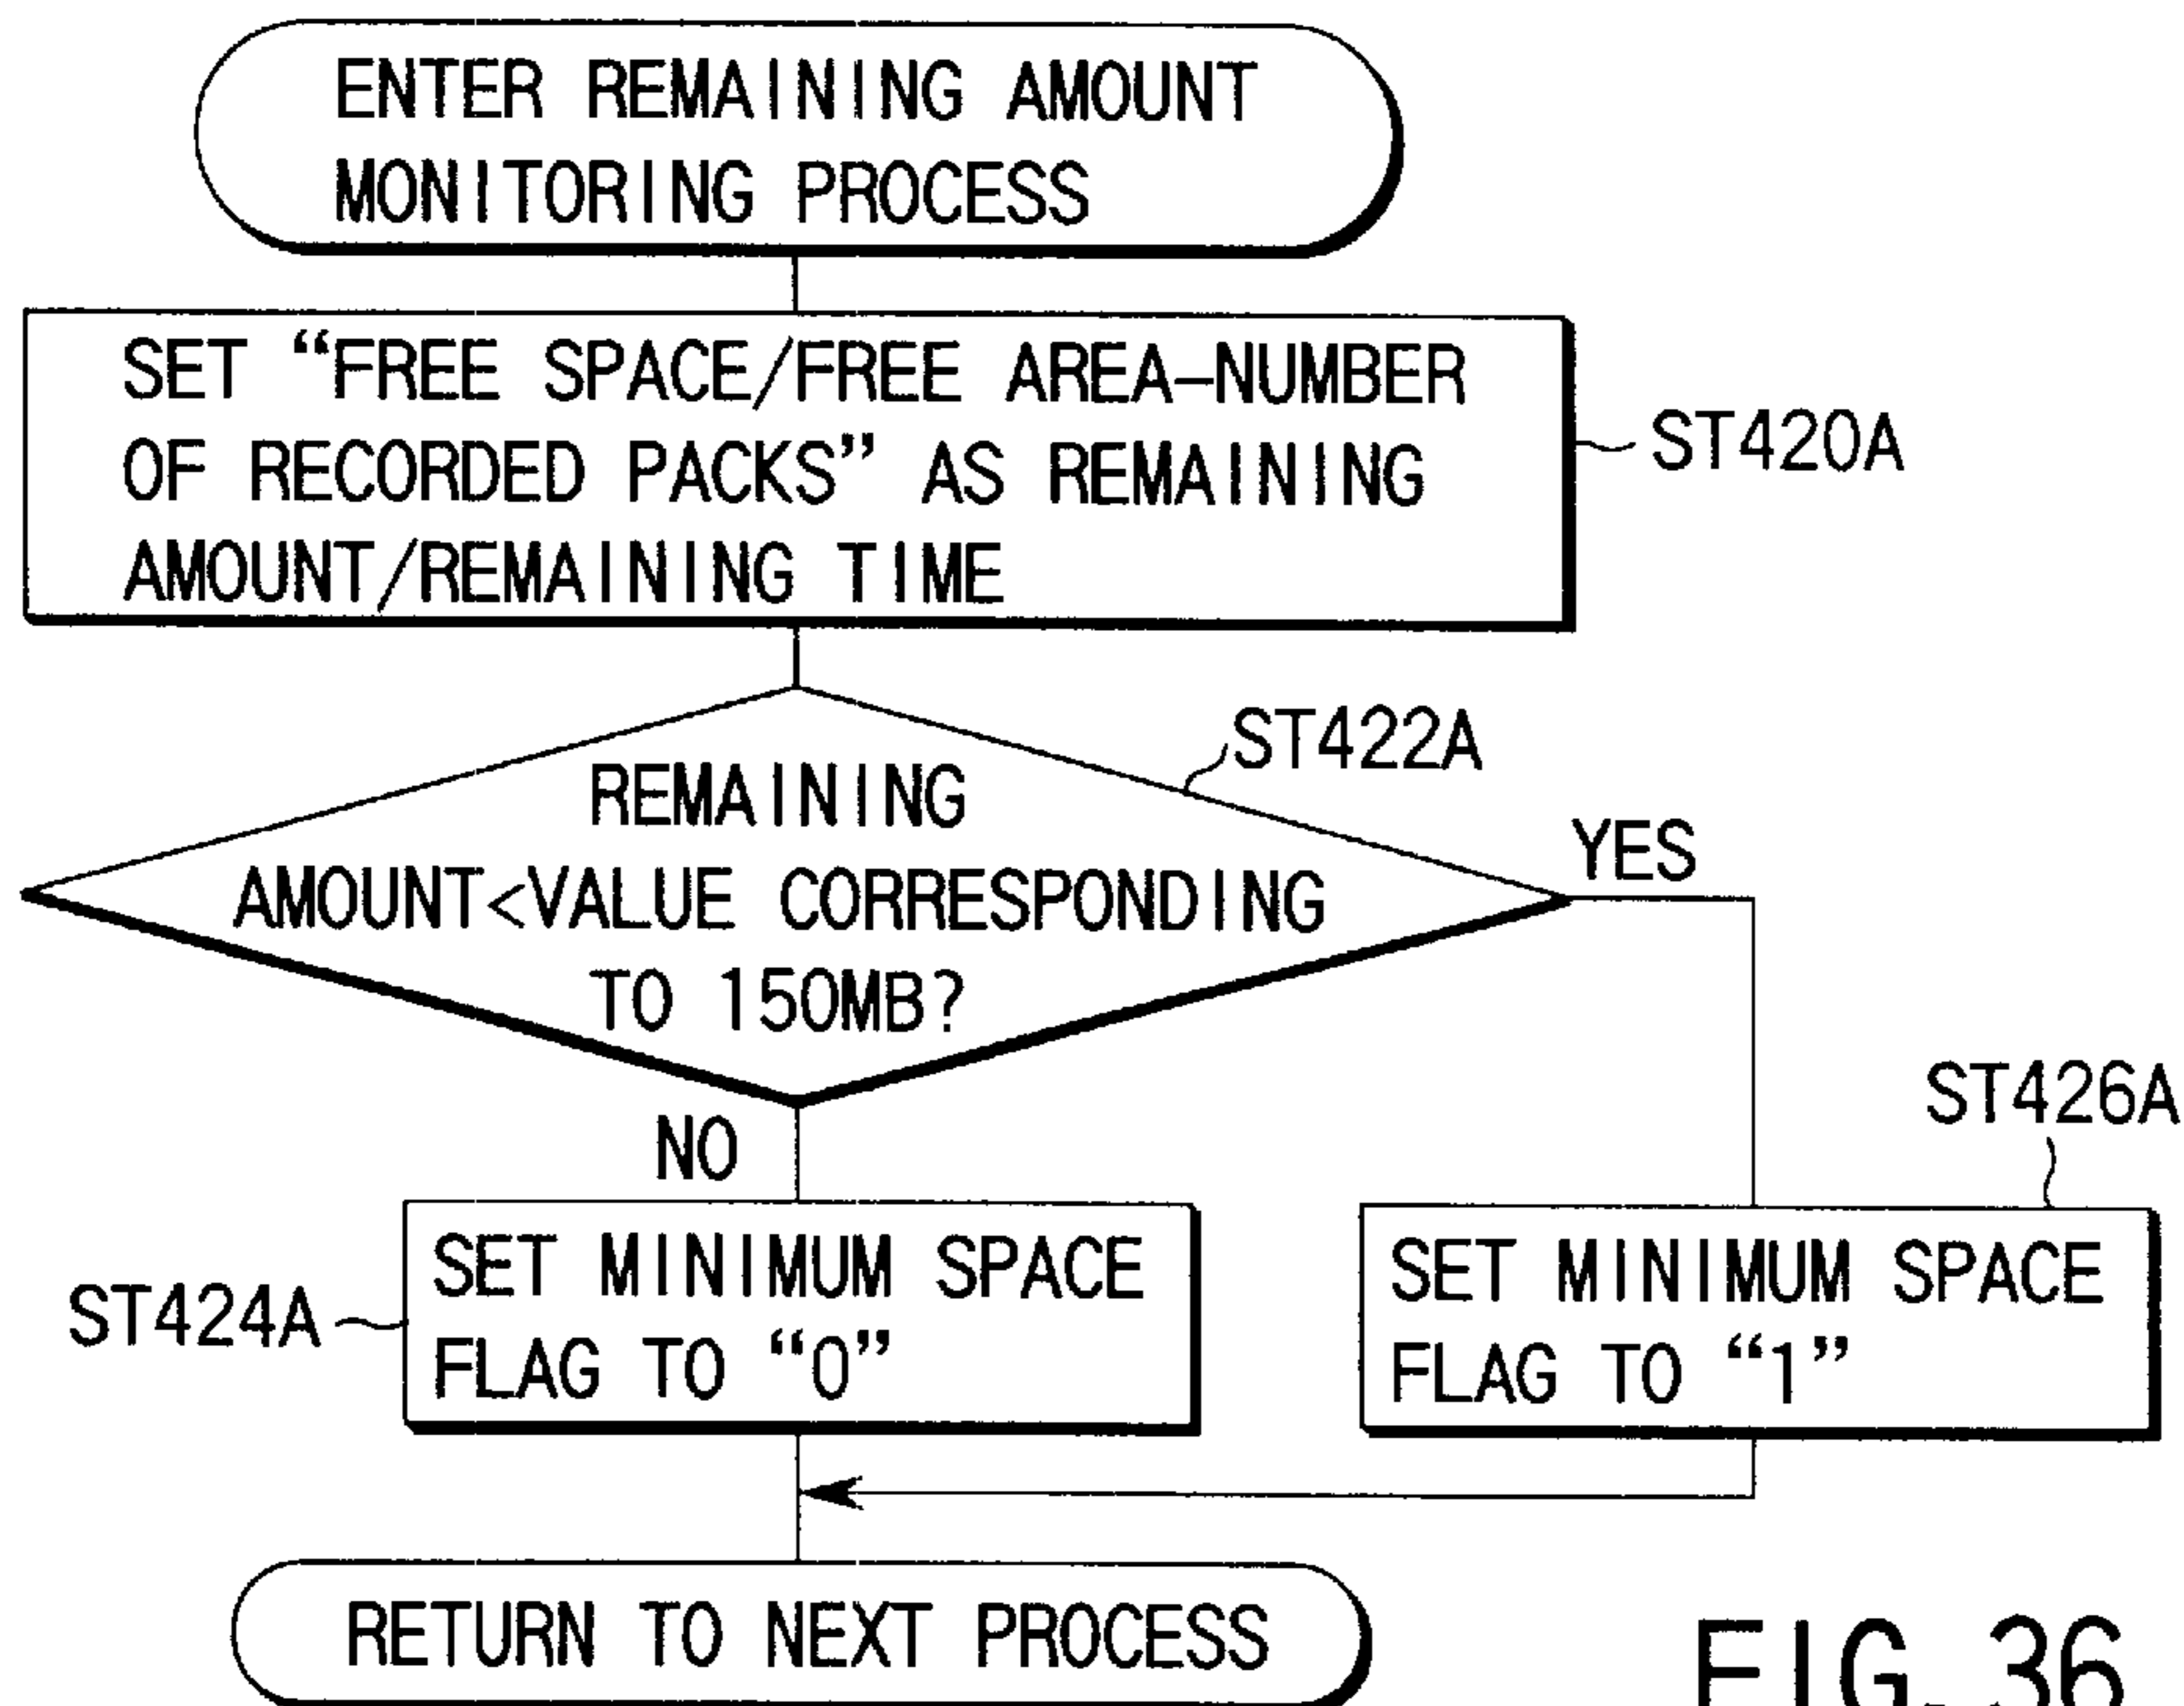 ENTER REMAINING AMOUNT
MONITORING PROCESS
SET “FREE SPACE/FREE AREA–NUMBER
OF RECORDED PACKS” AS REMAINING
AMOUNT/REMAINING TIME
ST420A
ST422A
REMAINING
AMOUNT<VALUE CORRESPONDING
TO 150MB?
YES
NO
ST426A
SET MINIMUM SPACE
FLAG TO “0”
ST424A
SET MINIMUM SPACE
FLAG TO “1”
RETURN TO NEXT PROCESS
FIG. 36